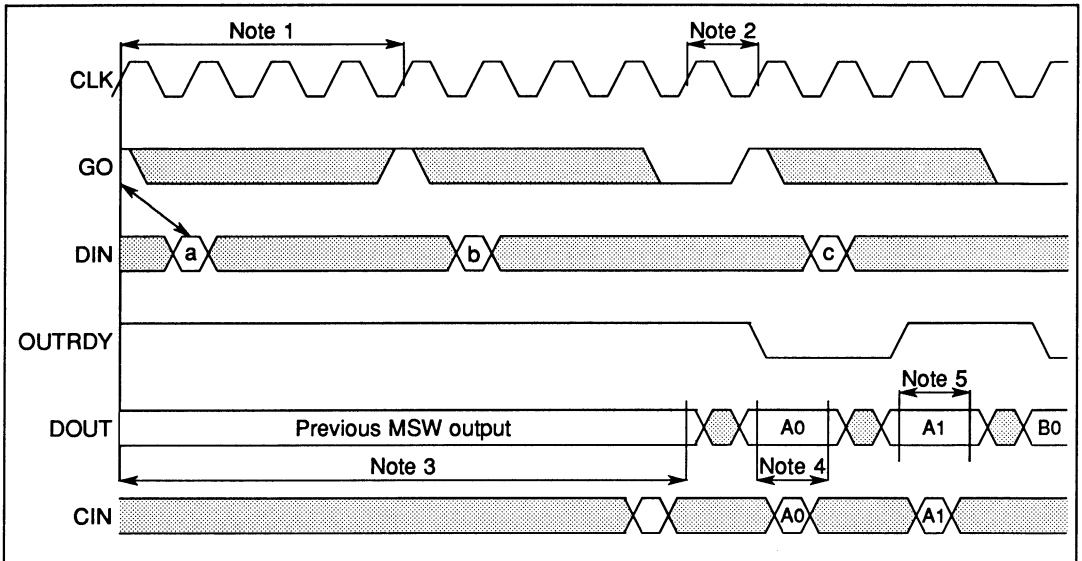 Note 1
Note 2
CLK
GO
DIN
a
b
c
OUTRDY
Note 5
DOUT
Previous MSW output
A0
A1
B0
Note 3
Note 4
CIN
A0
A1